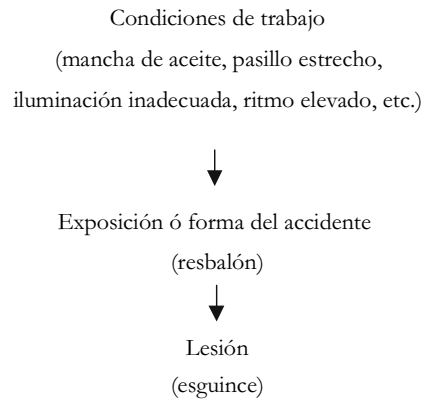 Condiciones de trabajo
(mancha de aceite, pasillo estrecho,
iluminación inadecuada, ritmo elevado, etc.)
Exposición ó forma del accidente
(resbalón)
Lesión
(esguince)